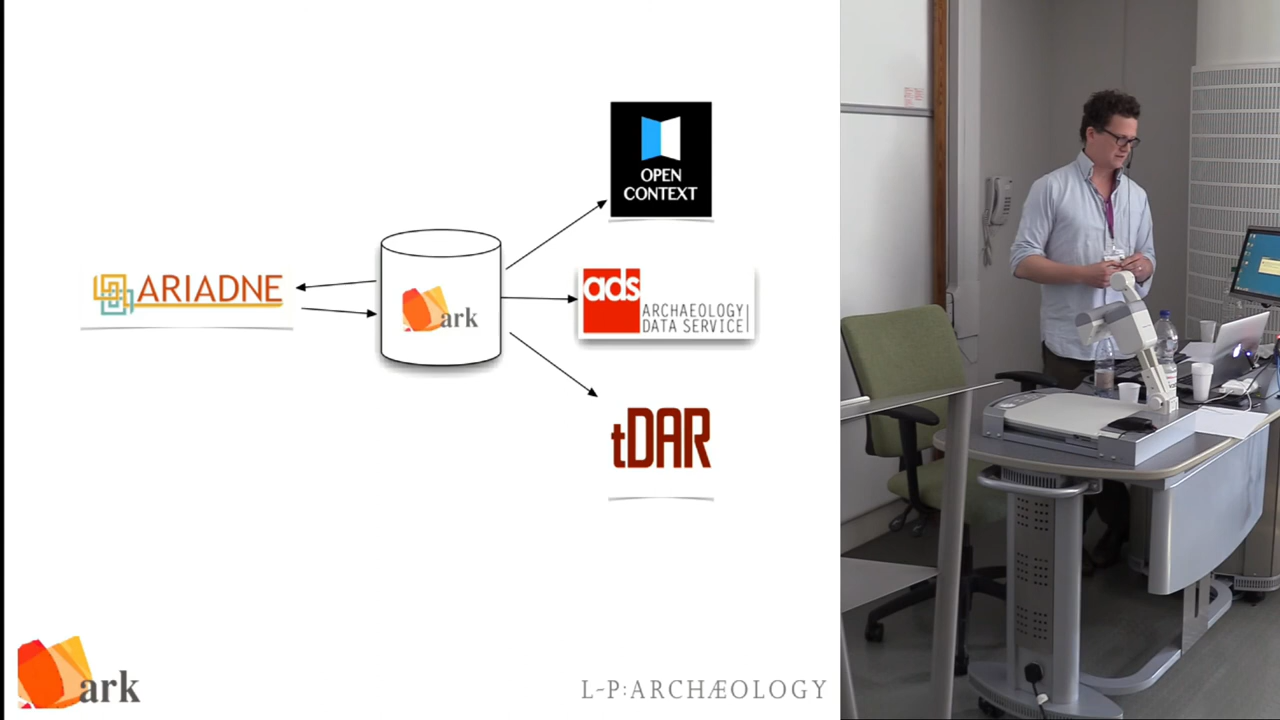 OPEN
CONTEXT
ARIADNE
ark
ads
ARCHAEOLOGY
DATA SERVICE
tDAR
ark
L-P:ARCHÆOLOGY